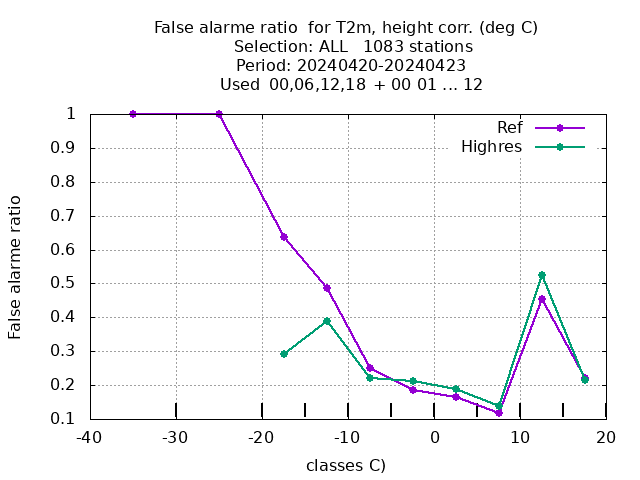 False alarme ratio  for T2m, height corr. (deg C)
Selection: ALL   1083 stations
Period: 20240420-20240423
Used  00,06,12,18  + 00 01 ... 12
Ref
Highres
1
0.9
0.8
0.7
0.6
0.5
0.4
0.3
0.2
0.1
False alarme ratio
-40 -30 -20 -10 0 10 20
classes C)